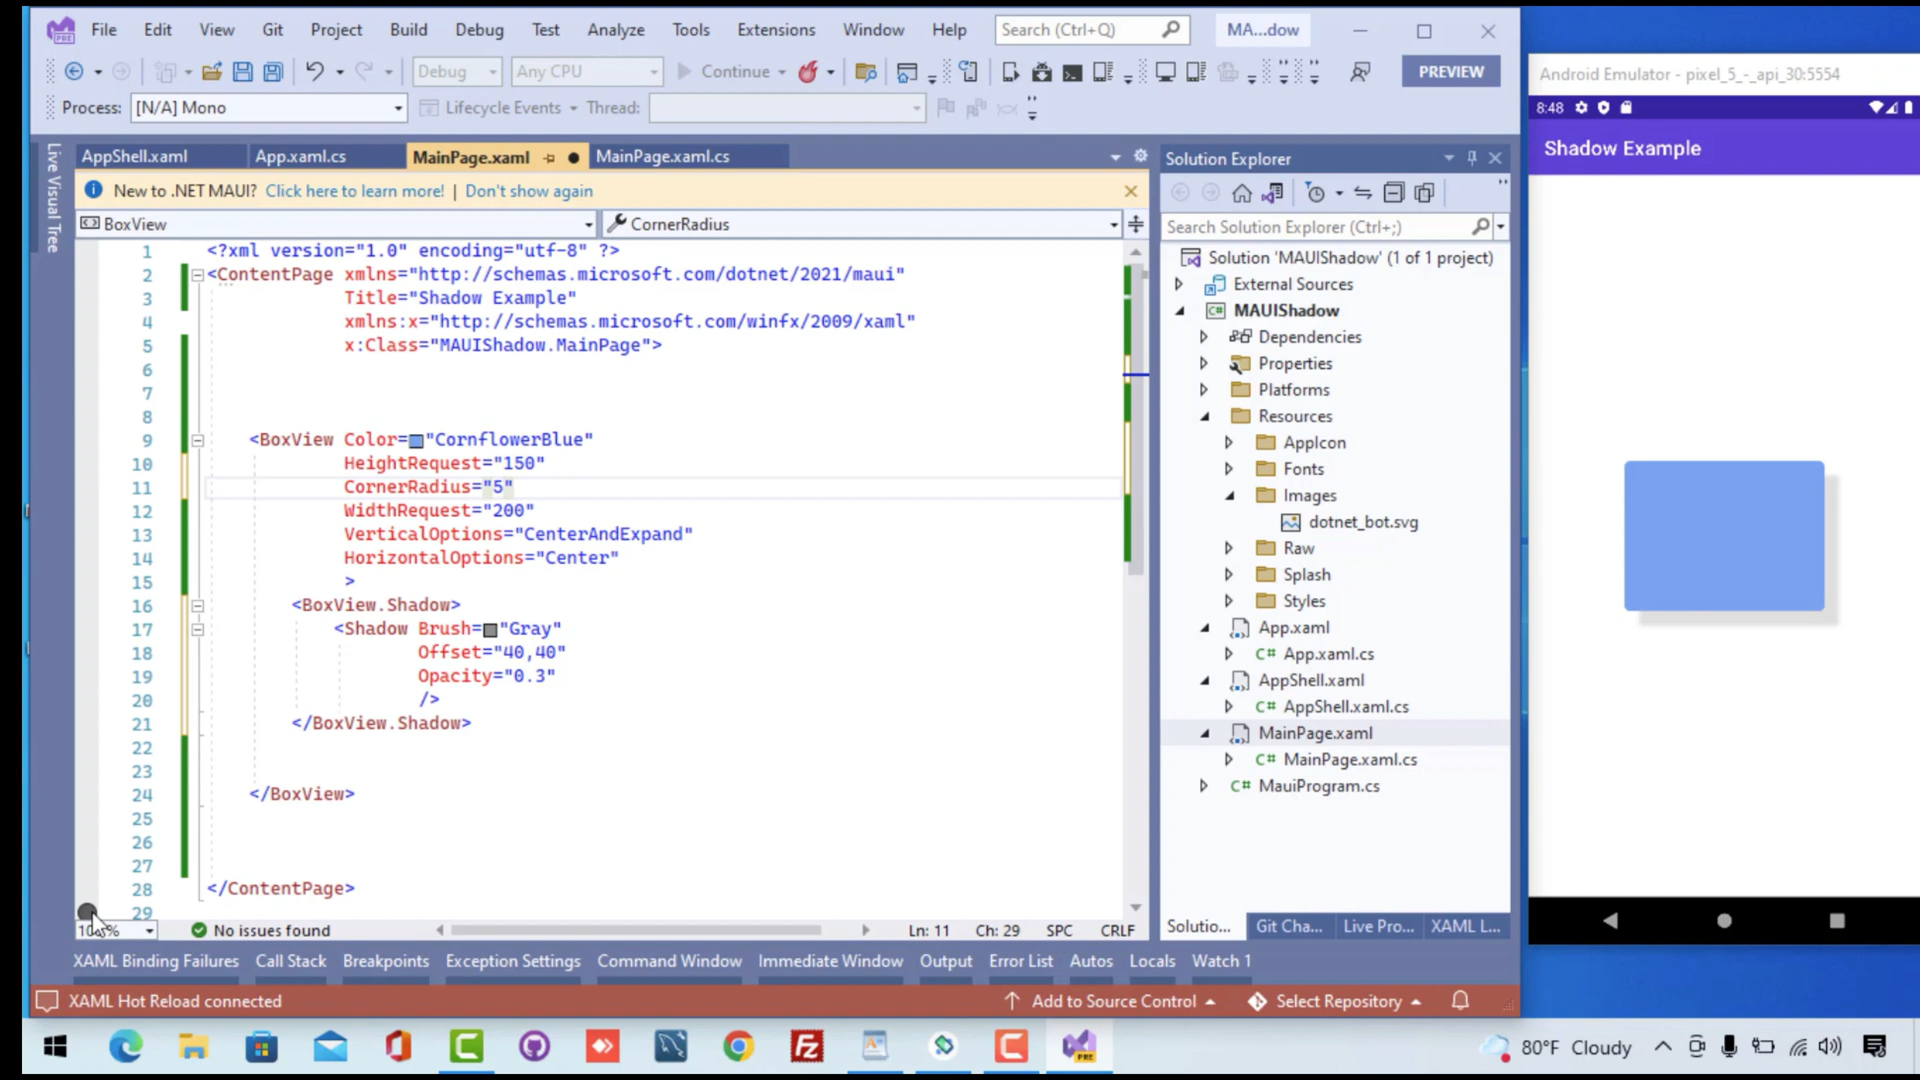 File Edit View Git Project Build Debug Test Analyze Tools Extensions Window Help Search (Ctrl+Q) MA...dow
Debug Any CPU Continue PREVIEW
Process: [N/A] Mono Lifecycle Events Thread:
Live Visual Tree
AppShell.xaml App.xaml.cs MainPage.xaml MainPage.xaml.cs
New to .NET MAUI? Click here to learn more! | Don't show again
BoxView CornerRadius
1 <?xml version="1.0" encoding="utf-8" ?>
2 <ContentPage xmlns="http://schemas.microsoft.com/dotnet/2021/maui"
3 Title="Shadow Example"
4 xmlns:x="http://schemas.microsoft.com/winfx/2009/xaml"
5 x:Class="MAUIShadow.MainPage">
6
7
8
9 <BoxView Color="CornflowerBlue"
10 HeightRequest="150"
11 CornerRadius="5"
12 WidthRequest="200"
13 VerticalOptions="CenterAndExpand"
14 HorizontalOptions="Center"
15 >
16 <BoxView.Shadow>
17 <Shadow Brush="Gray"
18 Offset="40,40"
19 Opacity="0.3"
20 />
21 </BoxView.Shadow>
22
23
24 </BoxView>
25
26
27
28 </ContentPage>
29
No issues found Ln: 11 Ch: 29 SPC CRLF
Solution Explorer
Search Solution Explorer (Ctrl+;)
Solution 'MAUIShadow' (1 of 1 project)
External Sources
MAUIShadow
Dependencies
Properties
Platforms
Resources
AppIcon
Fonts
Images
dotnet_bot.svg
Raw
Splash
Styles
App.xaml
C# App.xaml.cs
AppShell.xaml
C# AppShell.xaml.cs
MainPage.xaml
C# MainPage.xaml.cs
C# MauiProgram.cs
Solutio... Git Cha... Live Pro... XAML L...
XAML Binding Failures Call Stack Breakpoints Exception Settings Command Window Immediate Window Output Error List Autos Locals Watch 1
XAML Hot Reload connected Add to Source Control Select Repository
Android Emulator - pixel_5_-_api_30:5554
8:48
Shadow Example
PRE
80°F Cloudy